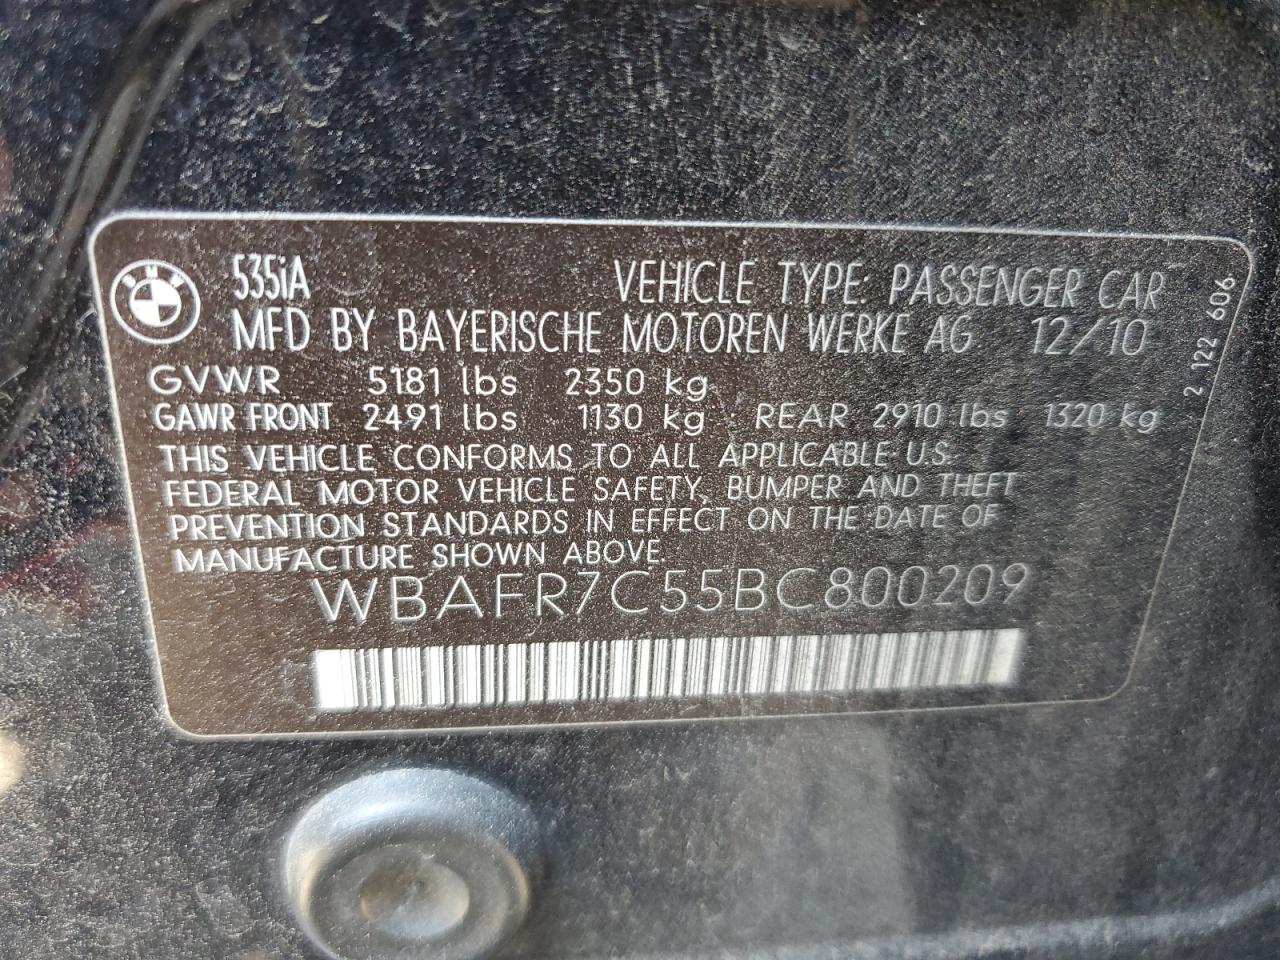 BMW
535iA VEHICLE TYPE: PASSENGER CAR
MFD BY BAYERISCHE MOTOREN WERKE AG 12/10
GVWR 5181 lbs 2350 kg
GAWR FRONT 2491 lbs 1130 kg REAR 2910 lbs 1320 kg
THIS VEHICLE CONFORMS TO ALL APPLICABLE U.S.
FEDERAL MOTOR VEHICLE SAFETY, BUMPER AND THEFT
PREVENTION STANDARDS IN EFFECT ON THE DATE OF
MANUFACTURE SHOWN ABOVE.
WBAFR7C55BC800209
2 122 606